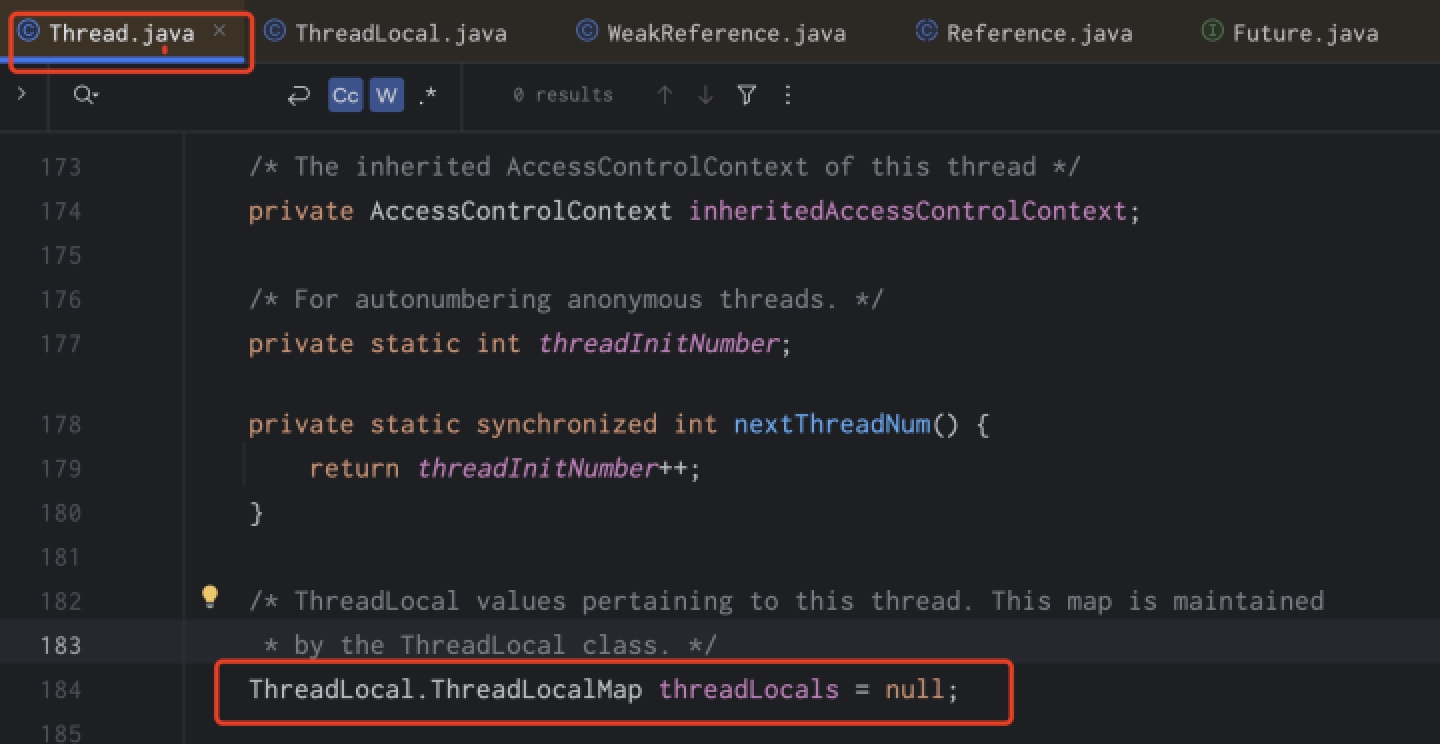 Thread.java ThreadLocal.java WeakReference.java Reference.java Future.java
Cc W .* 0 results
173 /* The inherited AccessControlContext of this thread */
174 private AccessControlContext inheritedAccessControlContext;
175
176 /* For autonumbering anonymous threads. */
177 private static int threadInitNumber;
178 private static synchronized int nextThreadNum() {
179 return threadInitNumber++;
180 }
181
182 /* ThreadLocal values pertaining to this thread. This map is maintained
183 * by the ThreadLocal class. */
184 ThreadLocal.ThreadLocalMap threadLocals = null;
185